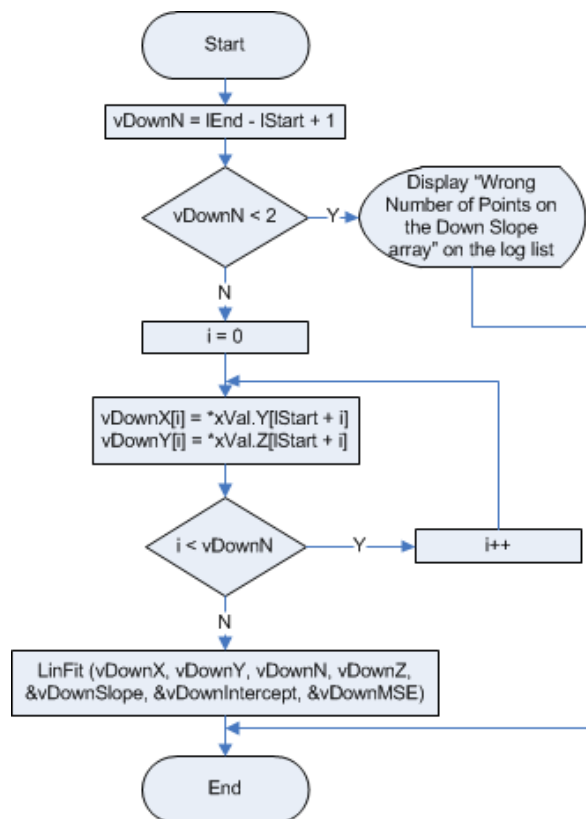 Start
vDownN = lEnd - lStart + 1
vDownN < 2
Y
Display "Wrong
Number of Points on
the Down Slope
array" on the log list
N
i = 0
vDownX[i] = *xVal.Y[lStart + i]
vDownY[i] = *xVal.Z[lStart + i]
i < vDownN
Y
i++
N
LinFit (vDownX, vDownY, vDownN, vDownZ,
&vDownSlope, &vDownIntercept, &vDownMSE)
End